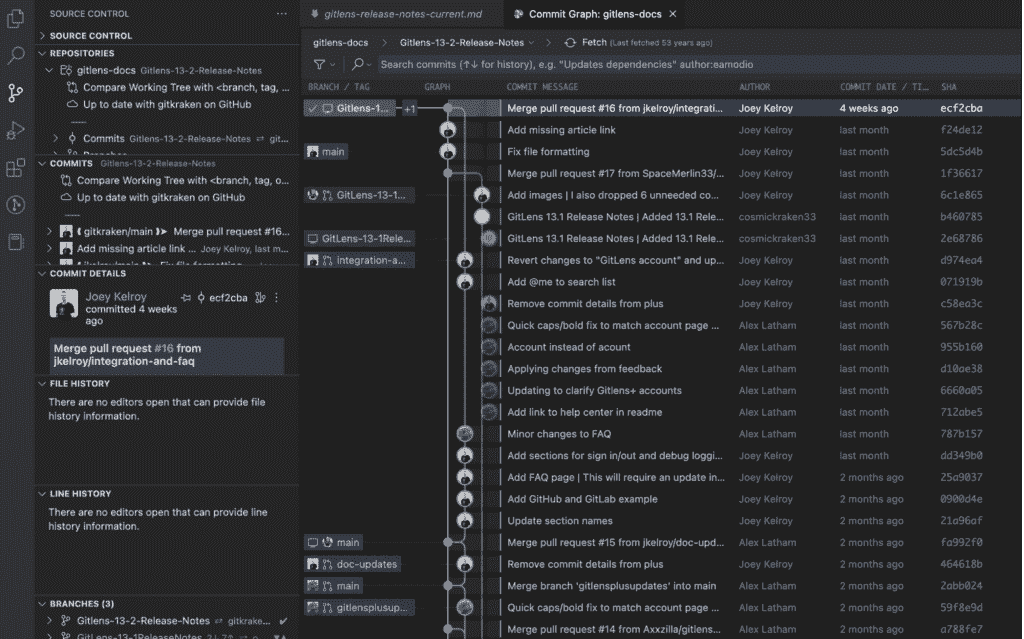 SOURCE CONTROL ...
SOURCE CONTROL
REPOSITORIES
gitlens-docs Gitlens-13-2-Release-Notes
Compare Working Tree with <branch, tag, ...
Up to date with gitkraken on GitHub
Commits Gitlens-13-2-Release-Notes ⇄ git...
COMMITS Gitlens-13-2-Release-Notes
Compare Working Tree with <branch, tag, o...
Up to date with gitkraken on GitHub
gitkraken/main Merge pull request #16...
Add missing article link ... Joey Kelroy, last m...
COMMIT DETAILS
Joey Kelroy ecf2cba
committed 4 weeks
ago
Merge pull request #16 from
jkelroy/integration-and-faq
FILE HISTORY
There are no editors open that can provide file
history information.
LINE HISTORY
There are no editors open that can provide line
history information.
BRANCHES (3)
Gitlens-13-2-Release-Notes ⇄ gitkrake... ✓
gitlens-release-notes-current.md
Commit Graph: gitlens-docs
gitlens-docs > Gitlens-13-2-Release-Notes > Fetch (Last fetched 53 years ago)
Search commits (↑↓ for history), e.g. "Updates dependencies" author:eamodio
BRANCH / TAG GRAPH COMMIT MESSAGE AUTHOR COMMIT DATE / TI... SHA
Gitlens-1... +1 Merge pull request #16 from jkelroy/integrati... Joey Kelroy 4 weeks ago ecf2cba
Add missing article link Joey Kelroy last month f24de12
main Fix file formatting Joey Kelroy last month 5dc5d4b
Merge pull request #17 from SpaceMerlin33/... Joey Kelroy last month 1f36617
GitLens-13-1... Add images | I also dropped 6 unneeded co... Joey Kelroy last month 6c1e865
GitLens 13.1 Release Notes | Added 13.1 Rele... cosmickraken33 last month b460785
GitLens-13-1Rele... GitLens 13.1 Release Notes | Added 13.1 Rele... cosmickraken33 last month 2e68786
integration-a... Revert changes to "GitLens account" and up... Joey Kelroy last month d974ea4
Add @me to search list Joey Kelroy last month 071919b
Remove commit details from plus Joey Kelroy last month c58ea3c
Quick caps/bold fix to match account page ... Alex Latham last month 567b28c
Account instead of acount Alex Latham last month 955b160
Applying changes from feedback Alex Latham last month d10ae38
Updating to clarify Gitlens+ accounts Alex Latham last month 6660a05
Add link to help center in readme Alex Latham last month 712abe5
Minor changes to FAQ Alex Latham last month 787b157
Add sections for sign in/out and debug loggi... Joey Kelroy last month dd349b0
Add FAQ page | This will require an update in... Joey Kelroy 2 months ago 25a9037
Add GitHub and GitLab example Joey Kelroy 2 months ago 0900d4e
Update section names Joey Kelroy 2 months ago 21a96af
main Merge pull request #15 from jkelroy/doc-upd... Alex Latham 2 months ago fa992f0
doc-updates Remove commit details from plus Joey Kelroy 2 months ago 464618b
main Merge branch 'gitlensplusupdates' into main Alex Latham 2 months ago 2abb024
gitlensplusup... Quick caps/bold fix to match account page ... Alex Latham 2 months ago 59f8e9d
Merge pull request #14 from Axxzilla/gitlens... Alex Latham 2 months ago a788fe7